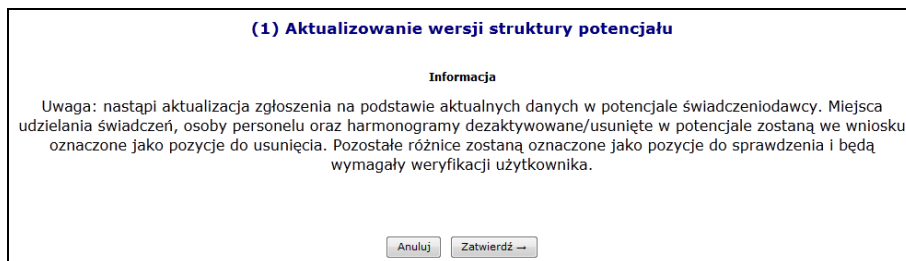 (1) Aktualizowanie wersji struktury potencjału
Informacja
Uwaga: nastąpi aktualizacja zgłoszenia na podstawie aktualnych danych w potencjale świadczeniodawcy. Miejsca
udzielania świadczeń, osoby personelu oraz harmonogramy dezaktywowane/usunięte w potencjale zostaną we wniosku
oznaczone jako pozycje do usunięcia. Pozostałe różnice zostaną oznaczone jako pozycje do sprawdzenia i będą
wymagały weryfikacji użytkownika.
Anuluj Zatwierdź →